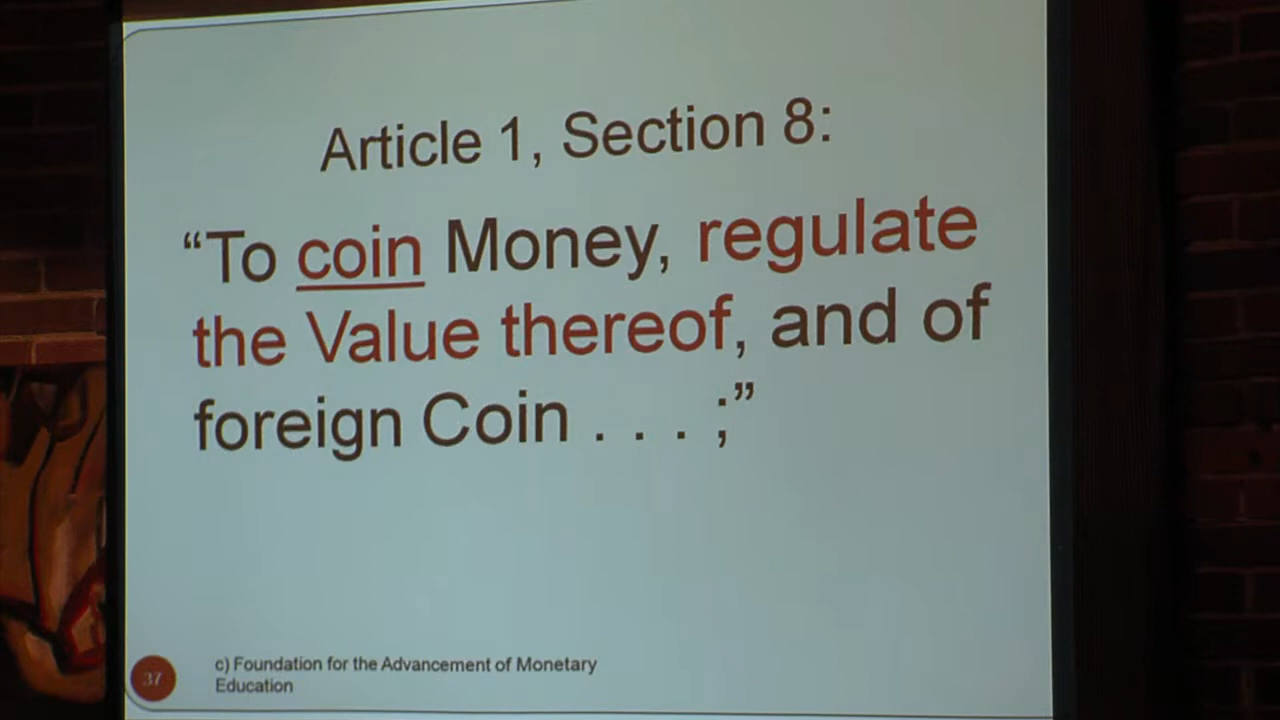 Article 1, Section 8:
“To coin Money, regulate
the Value thereof, and of
foreign Coin . . . ;”
37
c) Foundation for the Advancement of Monetary
Education